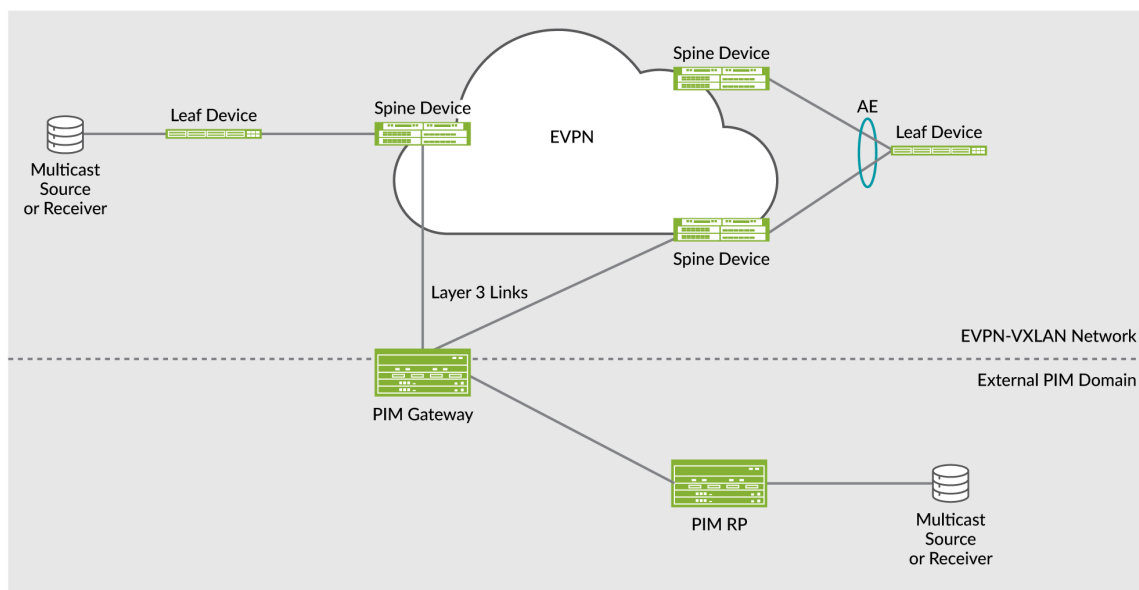 Spine Device
AE
Leaf Device
Spine Device
EVPN
Leaf Device
Multicast
Source
or Receiver
Spine Device
Layer 3 Links
EVPN-VXLAN Network
External PIM Domain
PIM Gateway
PIM RP
Multicast
Source
or Receiver